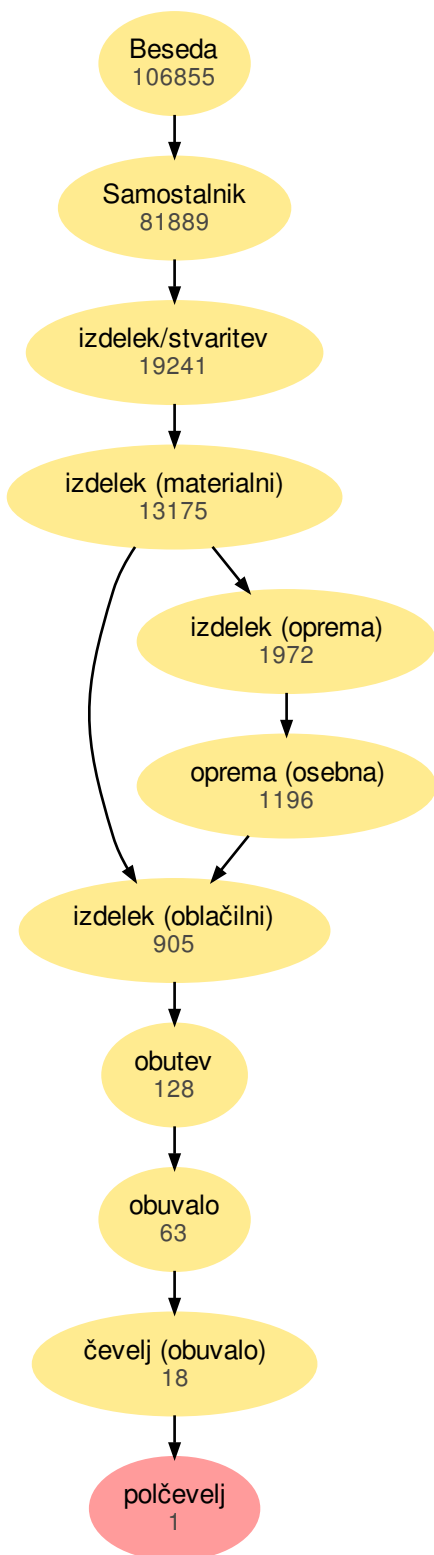 Beseda
106855
Samostalnik
81889
izdelek/stvaritev
19241
izdelek (materialni)
13175
izdelek (oprema)
1972
oprema (osebna)
1196
izdelek (oblačilni)
905
obutev
128
obuvalo
63
čevelj (obuvalo)
18
polčevelj
1